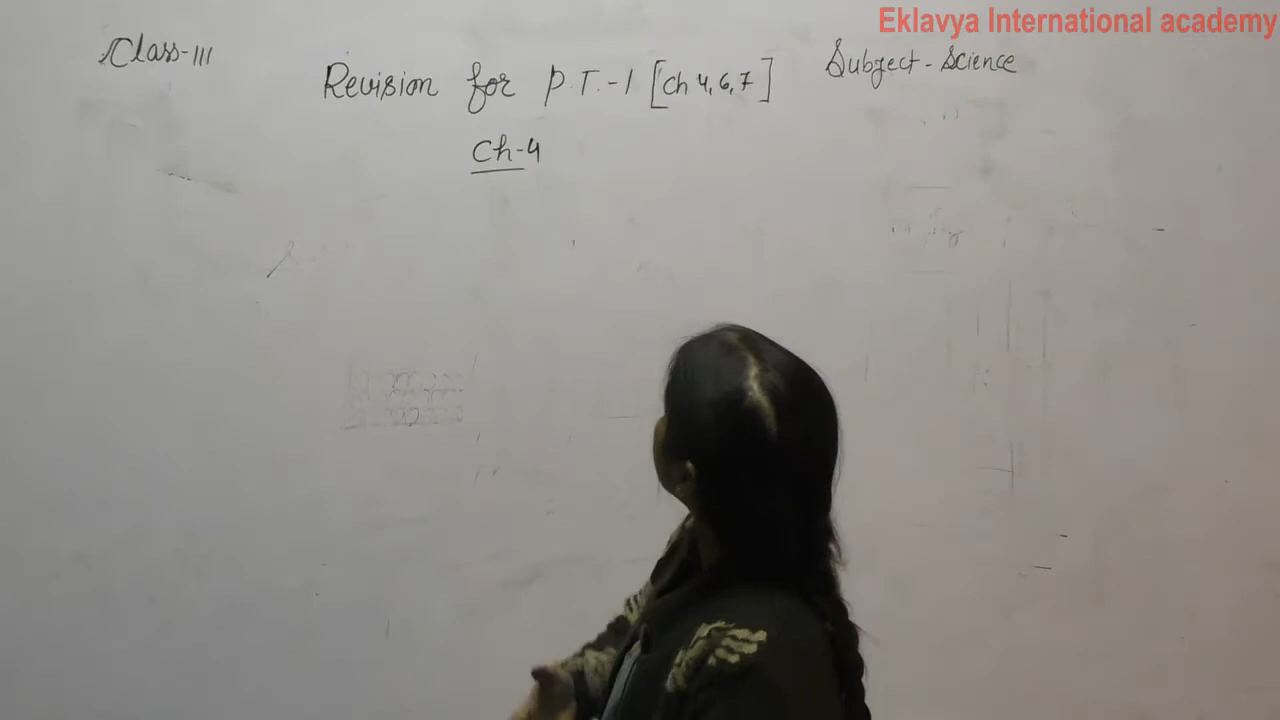 Eklavya International academy
Class-III
Revision for P.T.-1 [Ch 4, 6, 7]
Subject - Science
Ch-4